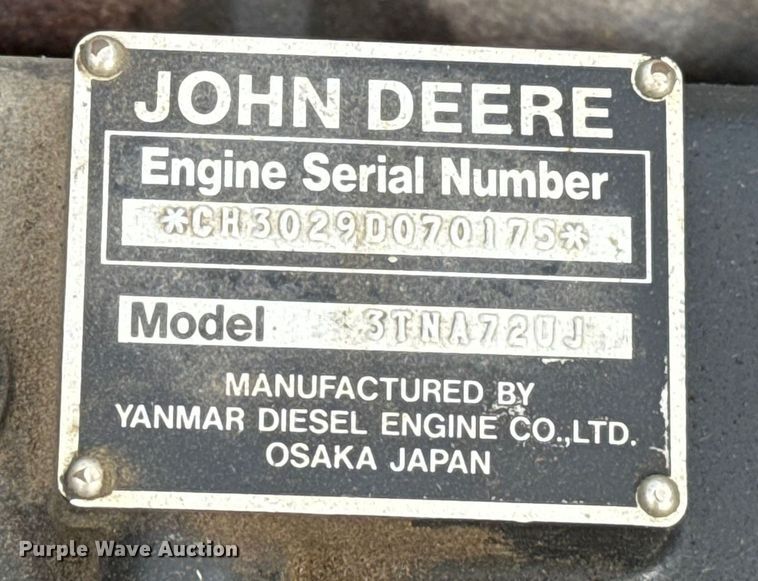 JOHN DEERE
Engine Serial Number
*CH3029D070175*
Model 3TNA72UJ
MANUFACTURED BY
YANMAR DIESEL ENGINE CO.,LTD.
OSAKA JAPAN
Purple Wave Auction